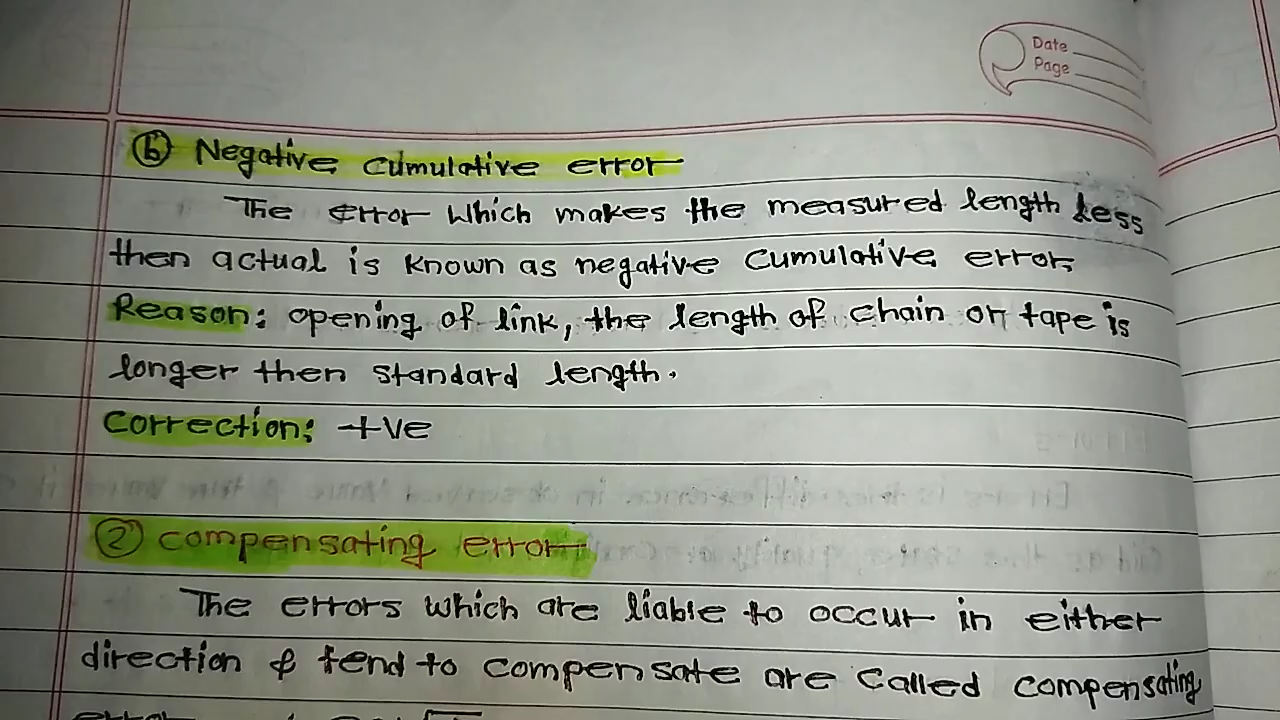 Date
Page
(b) Negative cumulative error
The error which makes the measured length less
then actual is known as negative cumulative error.
Reason: opening of link, the length of chain or tape is
longer then standard length.
Correction: +ve
(2) compensating error
The errors which are liable to occur in either
direction & tend to compensate are called compensating